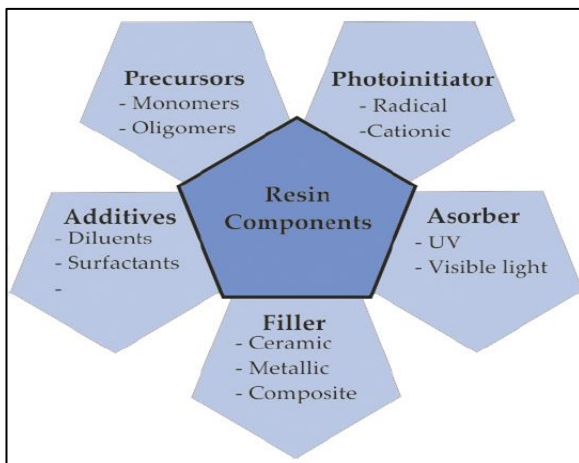 Precursors
- Monomers
- Oligomers
Photoinitiator
- Radical
-Cationic
Resin
Components
Additives
- Diluents
- Surfactants
-
Asorber
- UV
- Visible light
Filler
- Ceramic
- Metallic
- Composite